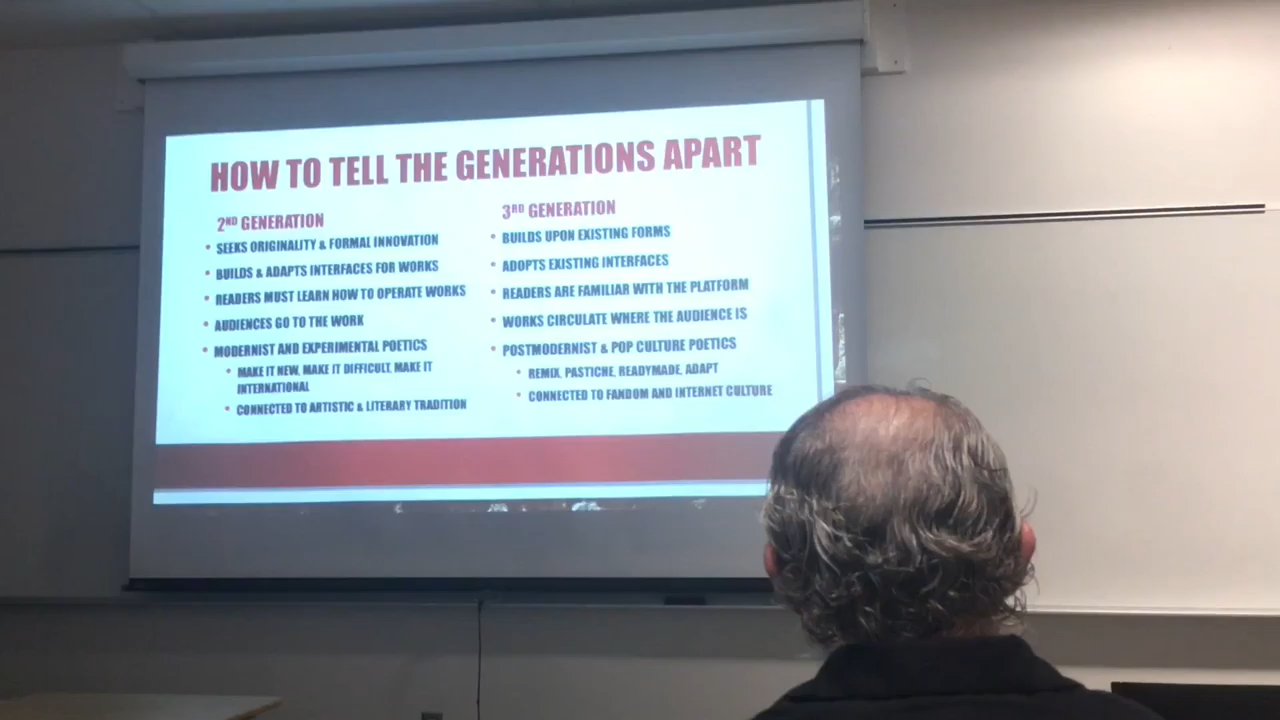 HOW TO TELL THE GENERATIONS APART
2ND GENERATION
• SEEKS ORIGINALITY & FORMAL INNOVATION
• BUILDS & ADAPTS INTERFACES FOR WORKS
• READERS MUST LEARN HOW TO OPERATE WORKS
• AUDIENCES GO TO THE WORK
• MODERNIST AND EXPERIMENTAL POETICS
• MAKE IT NEW, MAKE IT DIFFICULT, MAKE IT
INTERNATIONAL
• CONNECTED TO ARTISTIC & LITERARY TRADITION
3RD GENERATION
• BUILDS UPON EXISTING FORMS
• ADOPTS EXISTING INTERFACES
• READERS ARE FAMILIAR WITH THE PLATFORM
• WORKS CIRCULATE WHERE THE AUDIENCE IS
• POSTMODERNIST & POP CULTURE POETICS
• REMIX, PASTICHE, READYMADE, ADAPT
• CONNECTED TO FANDOM AND INTERNET CULTURE